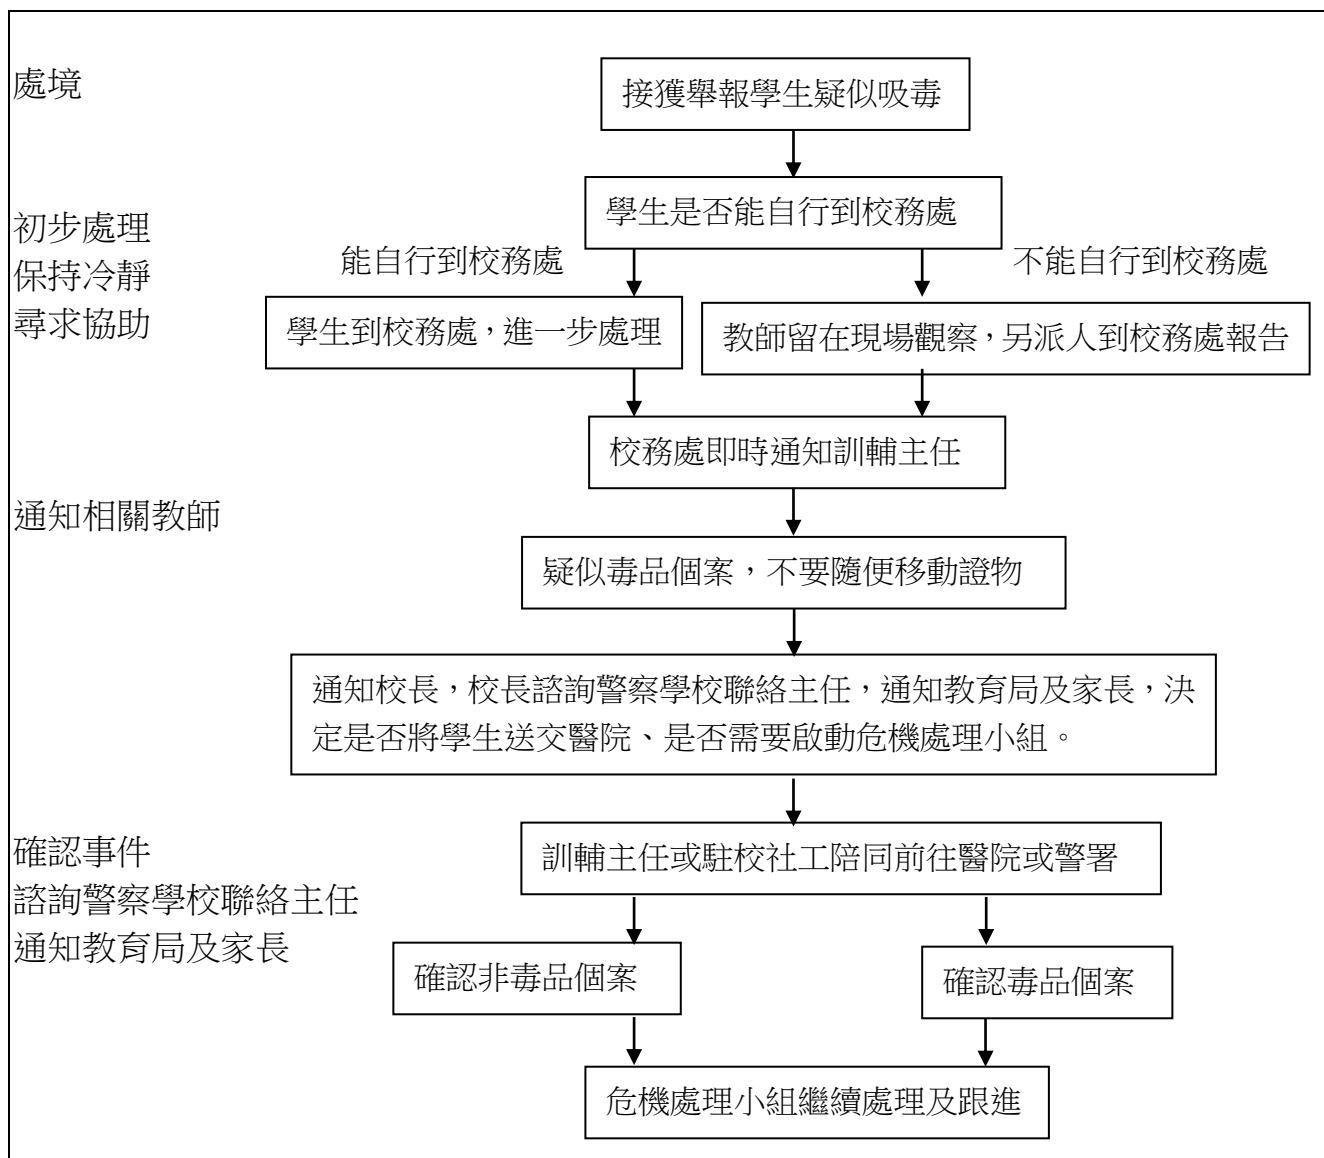 處境
接獲舉報學生疑似吸毒
學生是否能自行到校務處
初步處理
保持冷靜
尋求協助
能自行到校務處
不能自行到校務處
學生到校務處，進一步處理
教師留在現場觀察，另派人到校務處報告
校務處即時通知訓輔主任
通知相關教師
疑似毒品個案，不要隨便移動證物
通知校長，校長諮詢警察學校聯絡主任，通知教育局及家長，決
定是否將學生送交醫院、是否需要啟動危機處理小組。
確認事件
諮詢警察學校聯絡主任
通知教育局及家長
訓輔主任或駐校社工陪同前往醫院或警署
確認非毒品個案
確認毒品個案
危機處理小組繼續處理及跟進